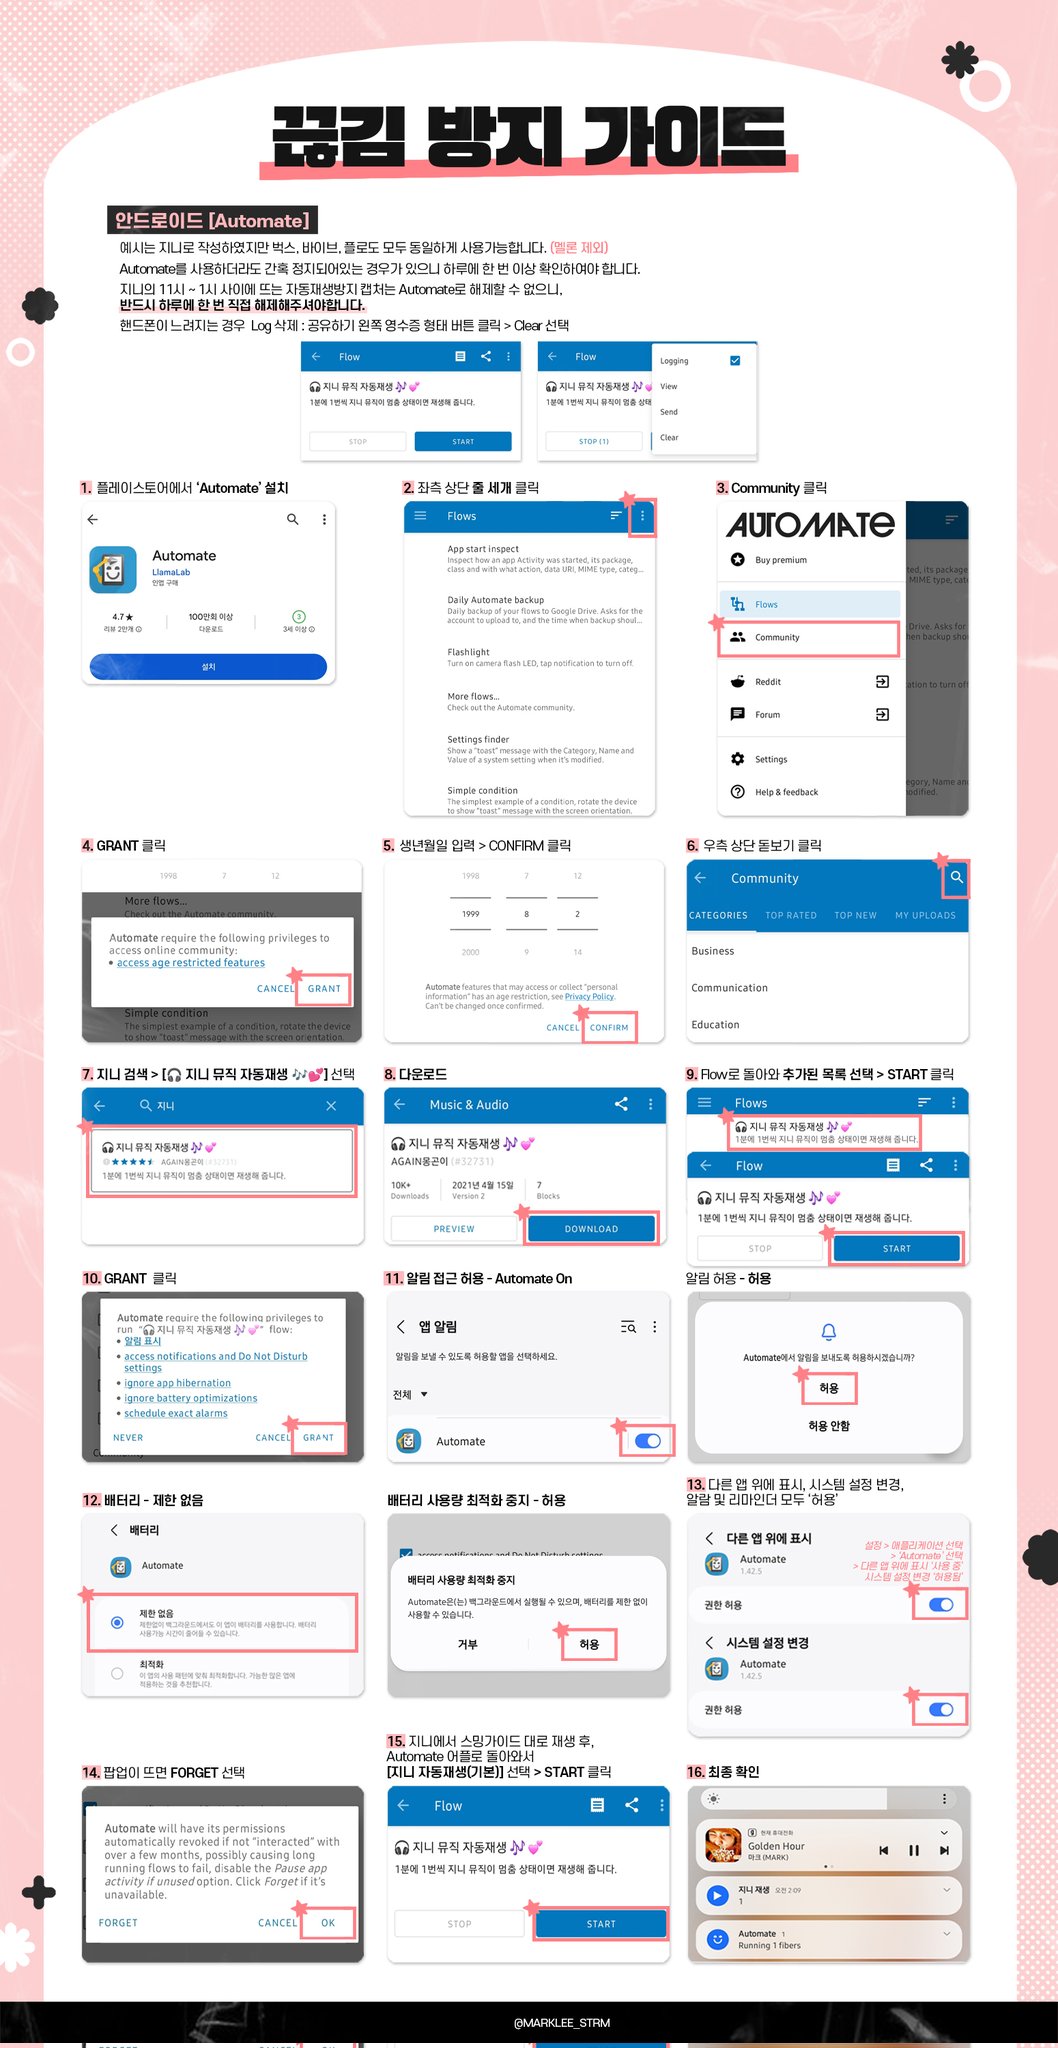 끊김 방지 가이드
안드로이드 [Automate]
예시는 지니로 작성하였지만 벅스, 바이브, 플로도 모두 동일하게 사용가능합니다. (멜론 제외)
Automate를 사용하더라도 간혹 정지되어있는 경우가 있으니 하루에 한 번 이상 확인하여야 합니다.
지니의 11시 ~ 1시 사이에 뜨는 자동재생방지 캡처는 Automate로 해제할 수 없으니,
반드시 하루에 한 번 직접 해제해주셔야합니다.
핸드폰이 느려지는 경우 Log 삭제 : 공유하기 왼쪽 영수증 형태 버튼 클릭 > Clear 선택
Flow
🎧 지니 뮤직 자동재생 🎶 💕
1분에 1번씩 지니 뮤직이 멈춤 상태이면 재생해 줍니다.
STOP
START
Flow
🎧 지니 뮤직 자동재생 🎶
1분에 1번씩 지니 뮤직이 멈춤 상태
STOP (1)
Logging
View
Send
Clear
1. 플레이스토어에서 ‘Automate’ 설치
Automate
LlamaLab
인앱 구매
4.7★
리뷰 2만개
100만회 이상
다운로드
3
3세 이상
설치
2. 좌측 상단 줄 세개 클릭
Flows
App start inspect
Inspect how an app Activity was started, its package,
class and with what action, data URI, MIME type, categ...
Daily Automate backup
Daily backup of your flows to Google Drive. Asks for the
account to upload to, and the time when backup shoul...
Flashlight
Turn on camera flash LED, tap notification to turn off.
More flows...
Check out the Automate community.
Settings finder
Show a "toast" message with the Category, Name and
Value of a system setting when it's modified.
Simple condition
The simplest example of a condition, rotate the device
to show "toast" message with the screen orientation.
3. Community 클릭
AUTOMATE
Buy premium
Flows
Community
Reddit
Forum
Settings
Help & feedback
ted, its package,
MIME type, cate
Drive. Asks for
hen backup shou
ation to turn off
egory, Name and
odified.
4. GRANT 클릭
1998 7 12
More flows...
Check out the Automate community.
Automate require the following privileges to
access online community:
• access age restricted features
CANCEL GRANT
Simple condition
The simplest example of a condition, rotate the device
to show "toast" message with the screen orientation.
5. 생년월일 입력 > CONFIRM 클릭
1998 7 12
1999 8 2
2000 9 14
Automate features that may access or collect "personal
information" has an age restriction, see Privacy Policy.
Can't be changed once confirmed.
CANCEL CONFIRM
6. 우측 상단 돋보기 클릭
Community
CATEGORIES TOP RATED TOP NEW MY UPLOADS
Business
Communication
Education
7. 지니 검색 > [🎧 지니 뮤직 자동재생 🎶💕] 선택
지니
🎧 지니 뮤직 자동재생 🎶 💕
AGAIN몽곤이 (#32731)
1분에 1번씩 지니 뮤직이 멈춤 상태이면 재생해 줍니다.
8. 다운로드
Music & Audio
🎧 지니 뮤직 자동재생 🎶 💕
AGAIN몽곤이 (#32731)
10K+
Downloads
2021년 4월 15일
Version 2
7
Blocks
PREVIEW
DOWNLOAD
9. Flow로 돌아와 추가된 목록 선택 > START 클릭
Flows
🎧 지니 뮤직 자동재생 🎶 💕
1분에 1번씩 지니 뮤직이 멈춤 상태이면 재생해 줍니다.
Flow
🎧 지니 뮤직 자동재생 🎶 💕
1분에 1번씩 지니 뮤직이 멈춤 상태이면 재생해 줍니다.
STOP
START
10. GRANT 클릭
Automate require the following privileges to
run "🎧 지니 뮤직 자동재생 🎶 💕" flow:
• 알림 표시
• access notifications and Do Not Disturb
settings
• ignore app hibernation
• ignore battery optimizations
• schedule exact alarms
NEVER CANCEL GRANT
Community
11. 알림 접근 허용 - Automate On
앱 알림
알림을 보낼 수 있도록 허용할 앱을 선택하세요.
전체
Automate
알림 허용 - 허용
Automate에서 알림을 보내도록 허용하시겠습니까?
허용
허용 안함
12. 배터리 - 제한 없음
배터리
Automate
제한 없음
제한없이 백그라운드에서도 이 앱이 배터리를 사용합니다. 배터리
사용가능 시간이 줄어들 수 있습니다.
최적화
이 앱의 사용 패턴에 맞춰 최적화합니다. 가능한 많은 앱에
적용하는 것을 추천합니다.
배터리 사용량 최적화 중지 - 허용
access notifications and Do Not Disturb settings
배터리 사용량 최적화 중지
Automate은(는) 백그라운드에서 실행될 수 있으며, 배터리를 제한 없이
사용할 수 있습니다.
거부
허용
13. 다른 앱 위에 표시, 시스템 설정 변경,
알람 및 리마인더 모두 ‘허용’
다른 앱 위에 표시
Automate
1.42.5
설정 > 애플리케이션 선택
> ‘Automate’ 선택
> 다른 앱 위에 표시 ‘사용 중’
시스템 설정 변경 ‘허용됨’
권한 허용
시스템 설정 변경
Automate
1.42.5
권한 허용
14. 팝업이 뜨면 FORGET 선택
Automate will have its permissions
automatically revoked if not "interacted" with
over a few months, possibly causing long
running flows to fail, disable the Pause app
activity if unused option. Click Forget if it's
unavailable.
FORGET CANCEL OK
15. 지니에서 스밍가이드 대로 재생 후,
Automate 어플로 돌아와서
[지니 자동재생(기본)] 선택 > START 클릭
Flow
🎧 지니 뮤직 자동재생 🎶 💕
1분에 1번씩 지니 뮤직이 멈춤 상태이면 재생해 줍니다.
STOP
START
16. 최종 확인
현재 휴대전화
Golden Hour
마크 (MARK)
지니 재생 오전 2:09
1
Automate 1
Running 1 fibers
@MARKLEE_STRM